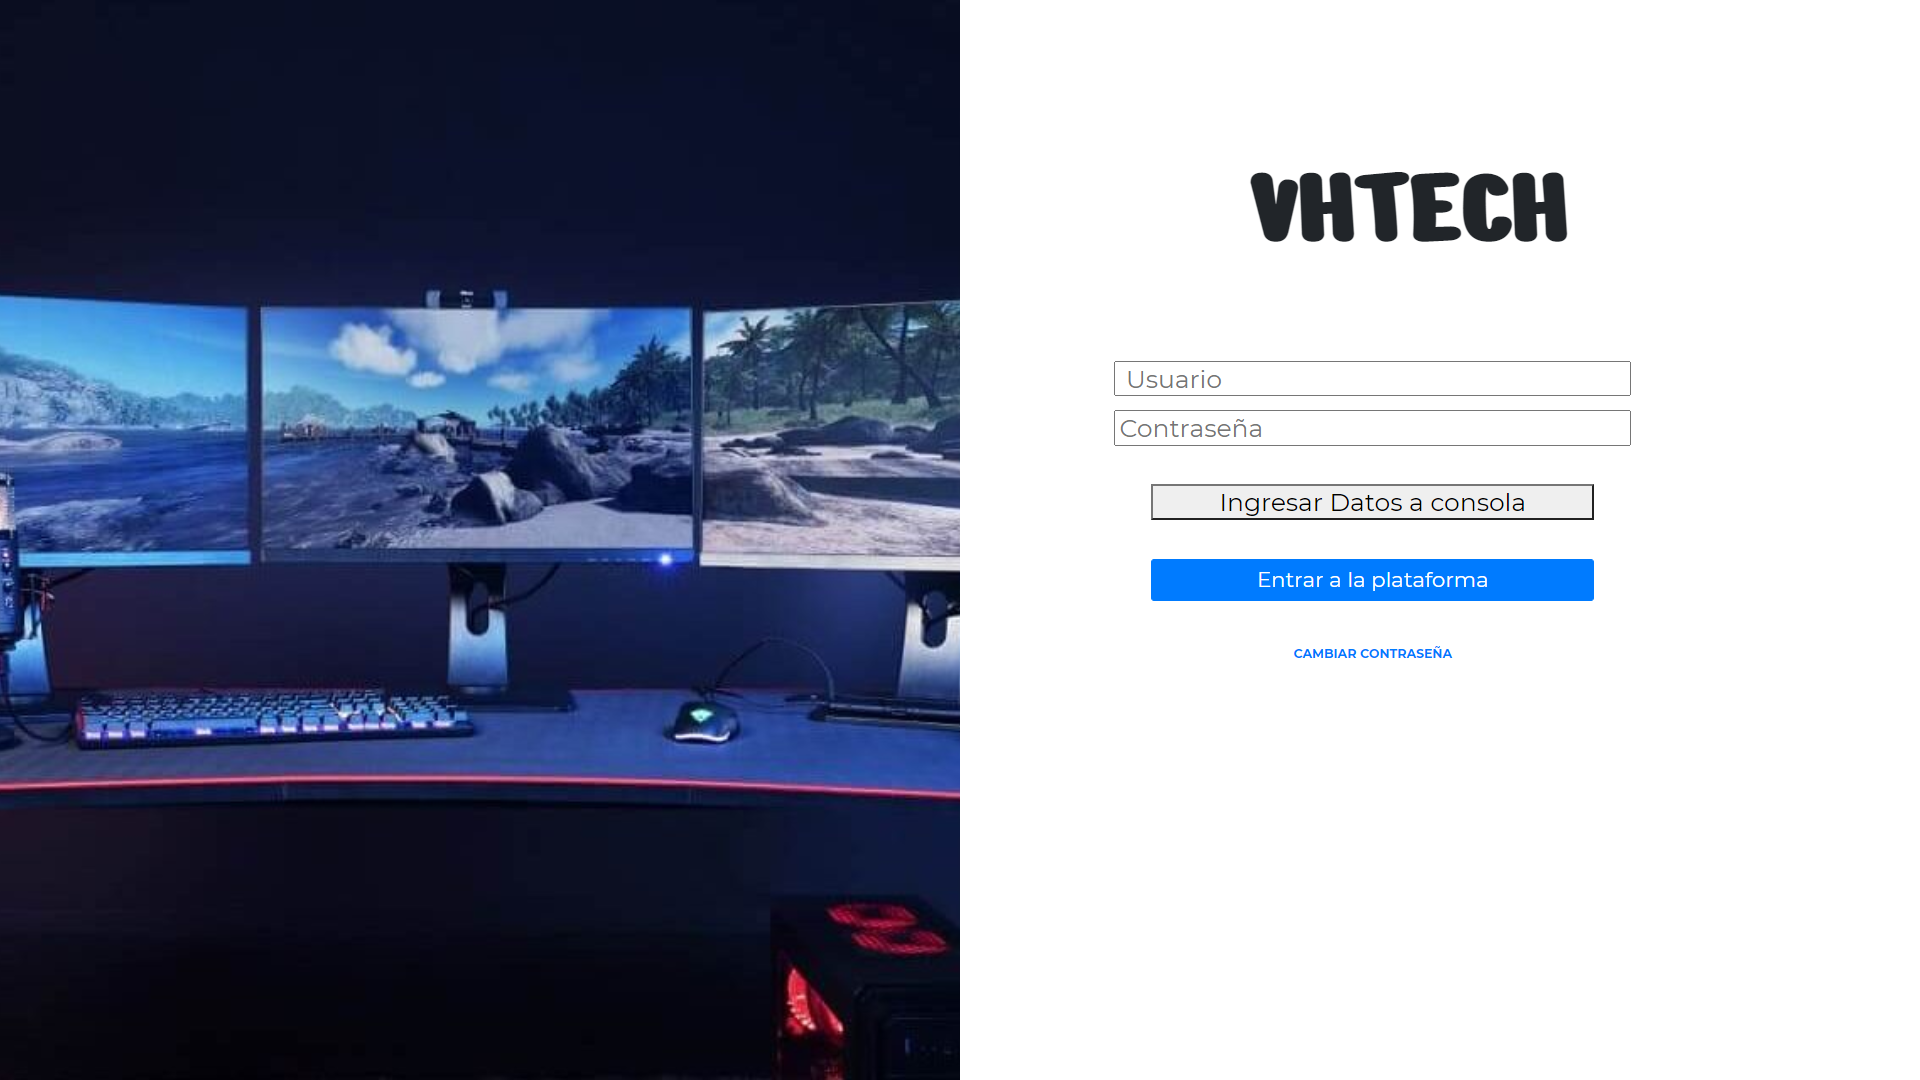 VHTECH
Usuario
Contraseña
Ingresar Datos a consola
Entrar a la plataforma
CAMBIAR CONTRASEÑA